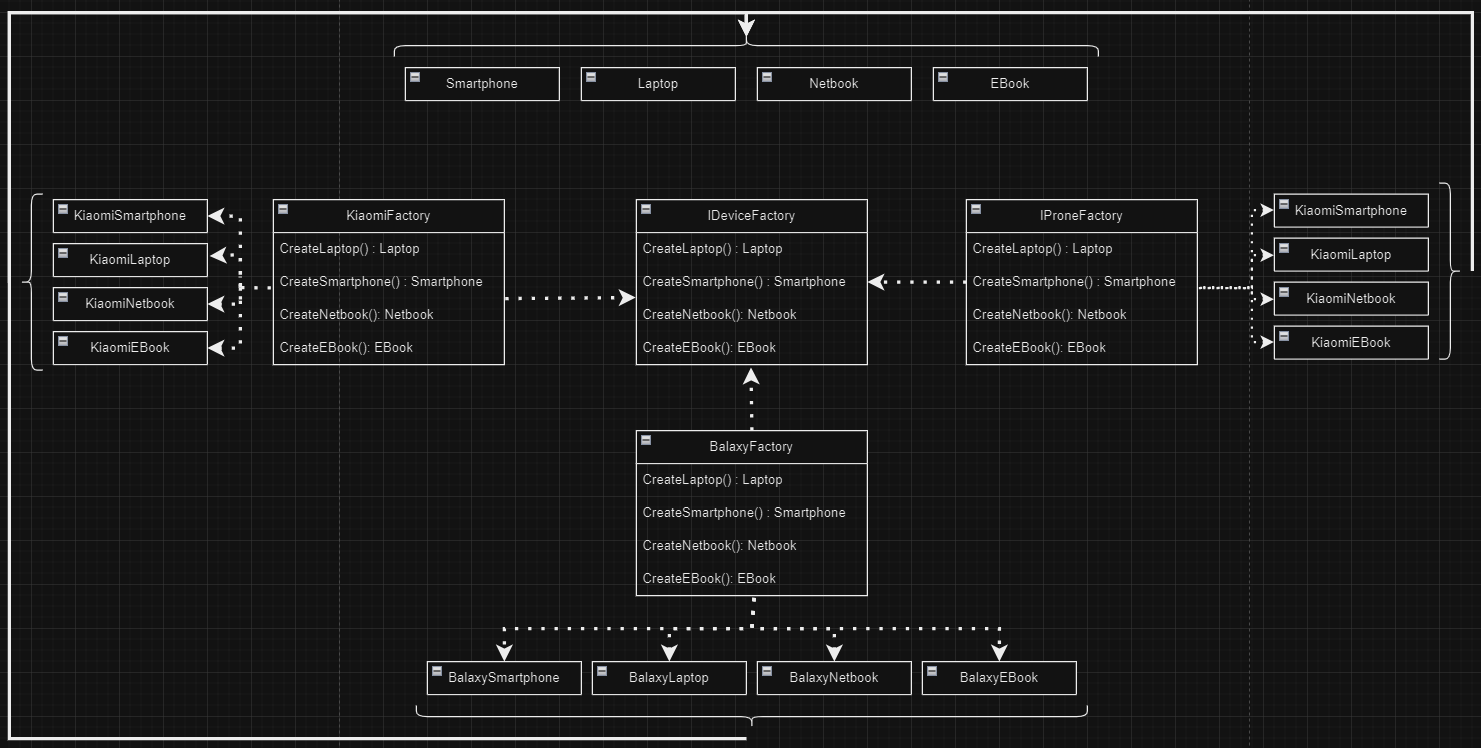 Smartphone
Laptop
Netbook
EBook
KiaomiSmartphone
KiaomiLaptop
KiaomiNetbook
KiaomiEBook
KiaomiFactory
CreateLaptop() : Laptop
CreateSmartphone() : Smartphone
CreateNetbook(): Netbook
CreateEBook(): EBook
IDeviceFactory
CreateLaptop() : Laptop
CreateSmartphone() : Smartphone
CreateNetbook(): Netbook
CreateEBook(): EBook
IProneFactory
CreateLaptop() : Laptop
CreateSmartphone() : Smartphone
CreateNetbook(): Netbook
CreateEBook(): EBook
KiaomiSmartphone
KiaomiLaptop
KiaomiNetbook
KiaomiEBook
BalaxyFactory
CreateLaptop() : Laptop
CreateSmartphone() : Smartphone
CreateNetbook(): Netbook
CreateEBook(): EBook
BalaxySmartphone
BalaxyLaptop
BalaxyNetbook
BalaxyEBook